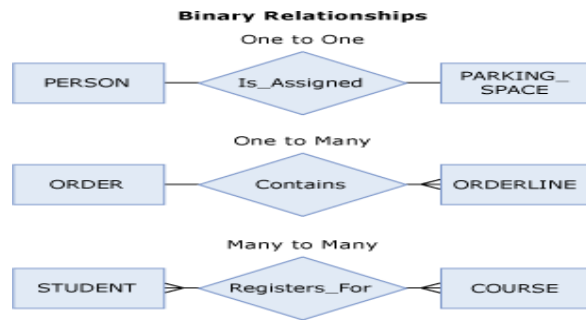 Binary Relationships
One to One
PERSON
Is_Assigned
PARKING_
SPACE
One to Many
ORDER
Contains
ORDERLINE
Many to Many
STUDENT
Registers_For
COURSE